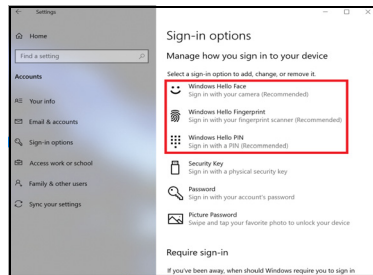 Settings
Home
Find a setting
Accounts
Your info
Email & accounts
Sign-in options
Access work or school
Family & other users
Sync your settings
Sign-in options
Manage how you sign in to your device
Select a sign-in option to add, change, or remove it.
Windows Hello Face
Sign in with your camera (Recommended)
Windows Hello Fingerprint
Sign in with your fingerprint scanner (Recommended)
Windows Hello PIN
Sign in with a PIN (Recommended)
Security Key
Sign in with a physical security key
Password
Sign in with your account's password
Picture Password
Swipe and tap your favorite photo to unlock your device
Require sign-in
If you've been away, when should Windows require you to sign in